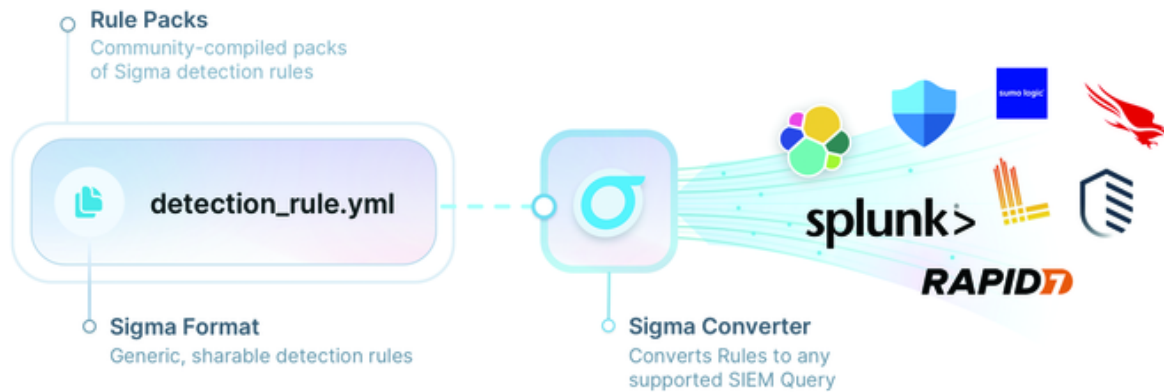 Rule Packs
Community-compiled packs
of Sigma detection rules
detection_rule.yml
Sigma Format
Generic, sharable detection rules
Sigma Converter
Converts Rules to any
supported SIEM Query
sumo logic
splunk>
RAPID7